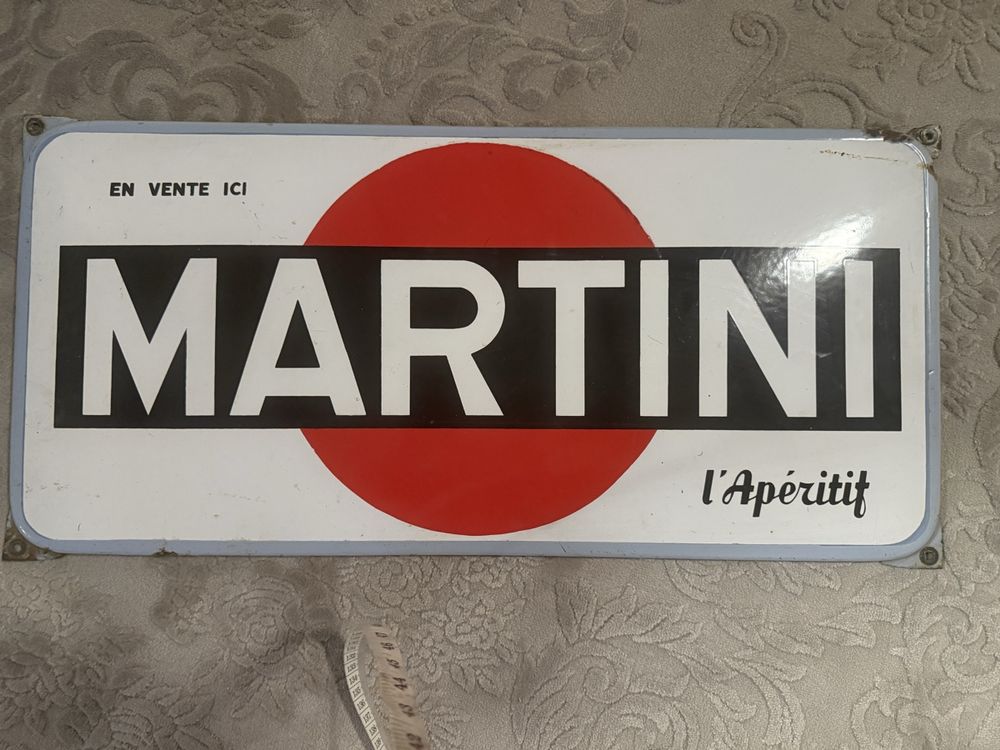 EN VENTE ICI
MARTINI
l'Apéritif